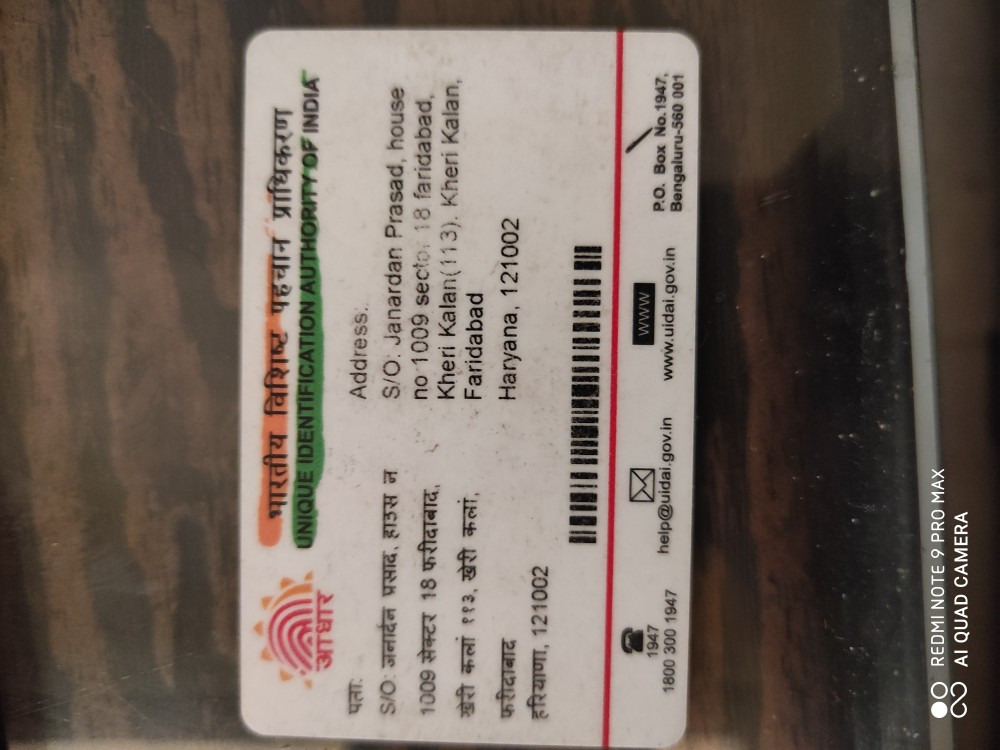 भारतीय विशिष्ट पहचान प्राधिकरण
UNIQUE IDENTIFICATION AUTHORITY OF INDIA
आधार
पता:
S/O: जनार्दन प्रसाद, हाउस न
1009 सेक्टर 18 फरीदाबाद,
खेरी कलां ११३, खेरी कलां,
फरीदाबाद
हरियाणा, 121002
Address:
S/O: Janardan Prasad, house
no 1009 sector 18 faridabad,
Kheri Kalan(113). Kheri Kalan,
Faridabad
Haryana, 121002
1947
1800 300 1947
help@uidai.gov.in
WWW
www.uidai.gov.in
P.O. Box No.1947,
Bengaluru-560 001
REDMI NOTE 9 PRO MAX
AI QUAD CAMERA